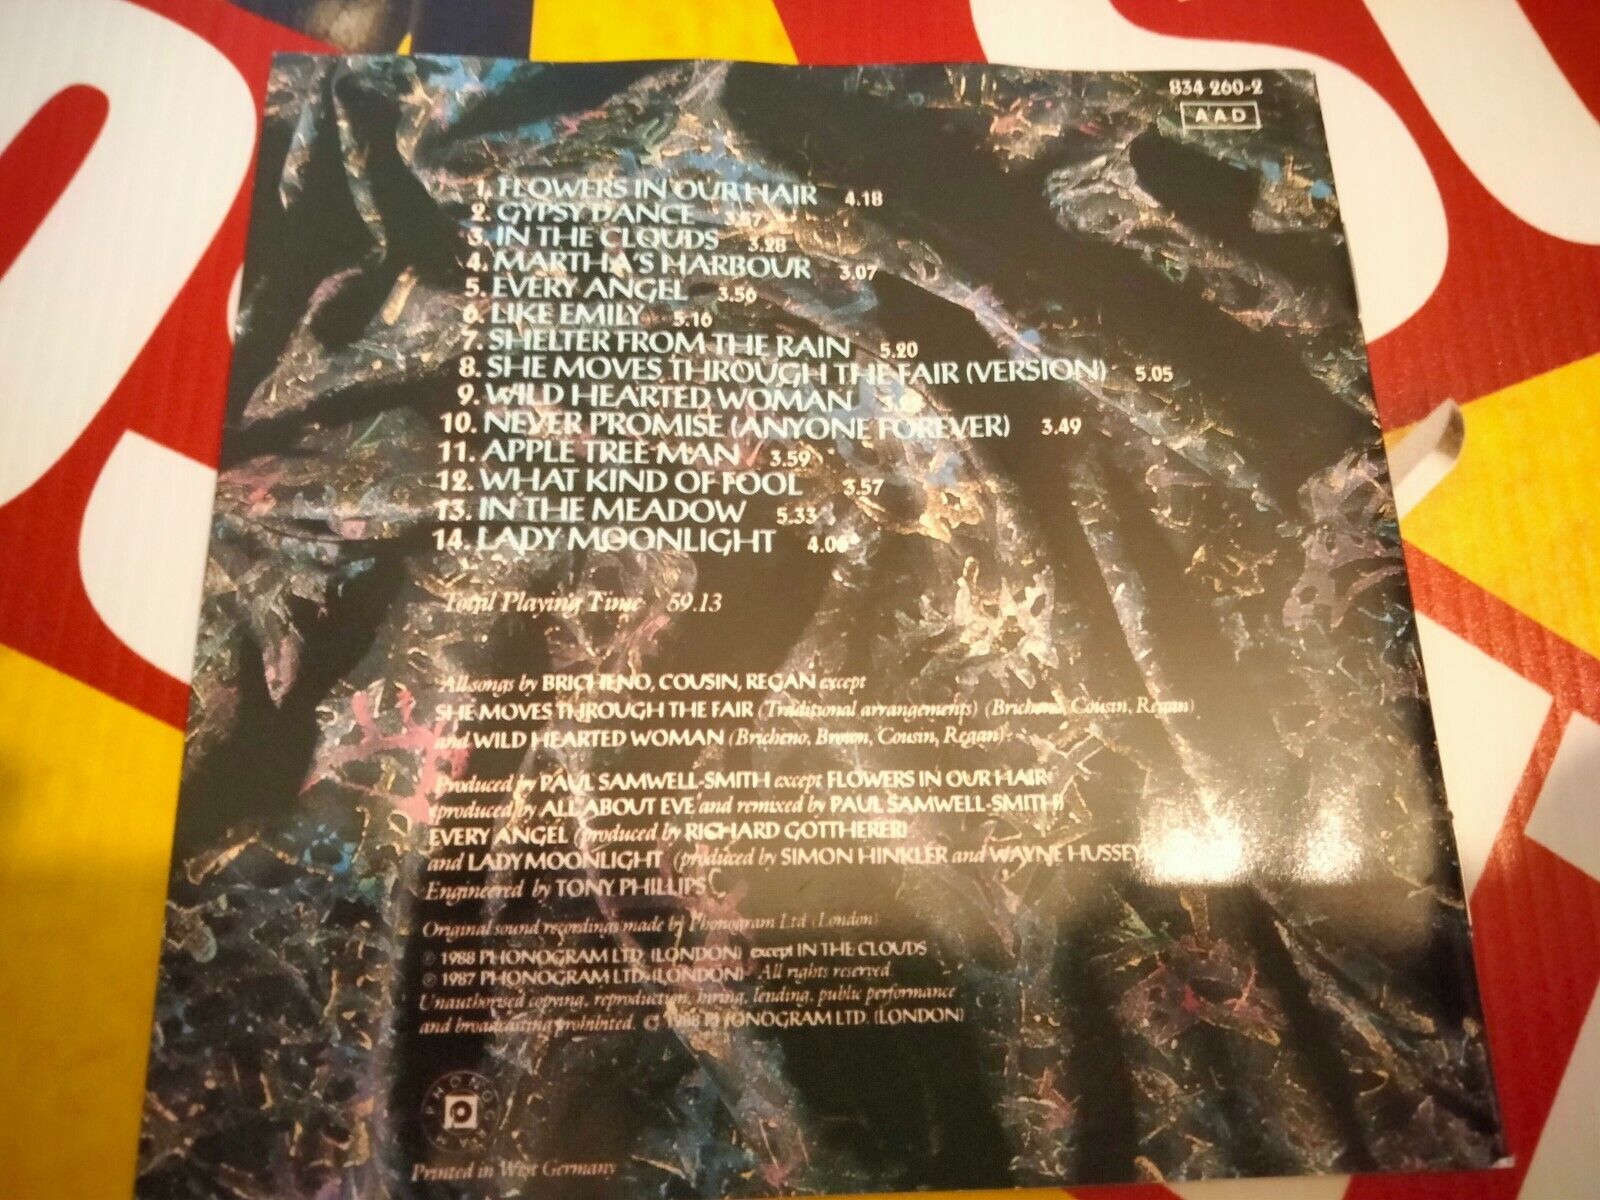 834 260-2
AAD
1. FLOWERS IN OUR HAIR 4.18
2. GYPSY DANCE
3. IN THE CLOUDS 3.28
4. MARTHA'S HARBOUR 3.07
5. EVERY ANGEL 3.56
6. LIKE EMILY 5.16
7. SHELTER FROM THE RAIN 5.20
8. SHE MOVES THROUGH THE FAIR (VERSION) 5.05
9. WILD HEARTED WOMAN
10. NEVER PROMISE (ANYONE FOREVER) 3.49
11. APPLE TREE MAN 3.59
12. WHAT KIND OF FOOL 3.57
13. IN THE MEADOW 5.33
14. LADY MOONLIGHT
Total Playing Time 59.13
All songs by BRICHENO, COUSIN, REGAN except
SHE MOVES THROUGH THE FAIR (Traditional arrangements) (Bricheno, Cousin, Regan)
and WILD HEARTED WOMAN (Bricheno, Brown, Cousin, Regan)
Produced by PAUL SAMWELL-SMITH except FLOWERS IN OUR HAIR
(produced by ALL ABOUT EVE and remixed by PAUL SAMWELL-SMITH)
EVERY ANGEL (produced by RICHARD GOTTHERER)
and LADY MOONLIGHT (produced by SIMON HINKLER and WAYNE HUSSEY
Engineered by TONY PHILLIPS
Original sound recordings made by Phonogram Ltd (London)
℗ 1988 PHONOGRAM LTD. (LONDON) except IN THE CLOUDS
℗ 1987 PHONOGRAM LTD. (LONDON) All rights reserved.
Unauthorised copying, reproduction, hiring, lending, public performance
and broadcasting prohibited. © 1988 PHONOGRAM LTD. (LONDON)
Printed in West Germany